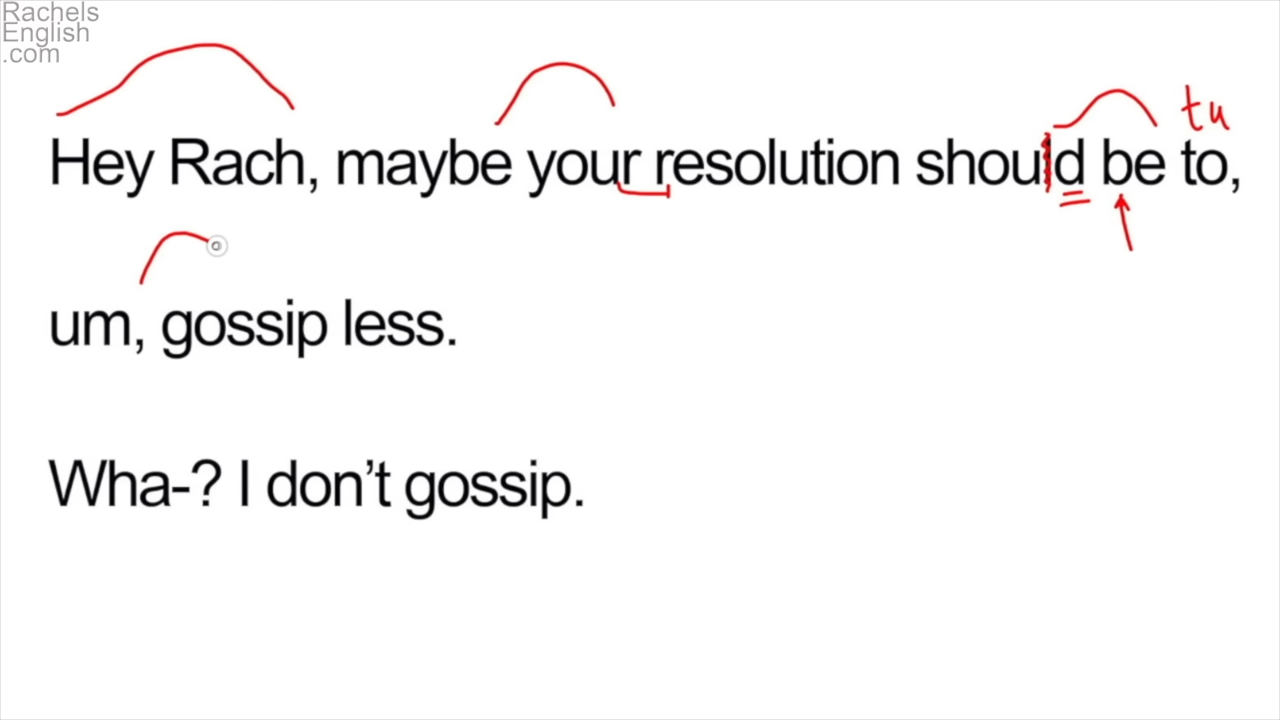 Rachels
English
.com
tu
Hey Rach, maybe your resolution should be to,
um, gossip less.
Wha-? I don't gossip.